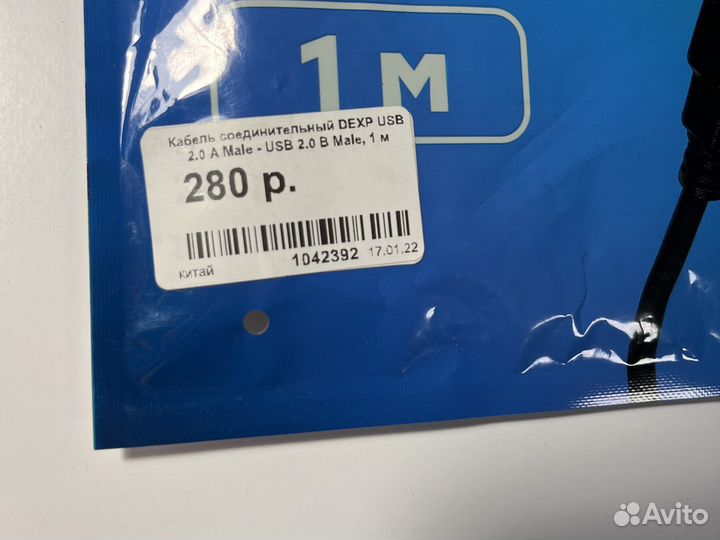 1 м
Кабель соединительный DEXP USB
2.0 A Male - USB 2.0 B Male, 1 м
280 р.
1042392 17.01.22
китай
Avito